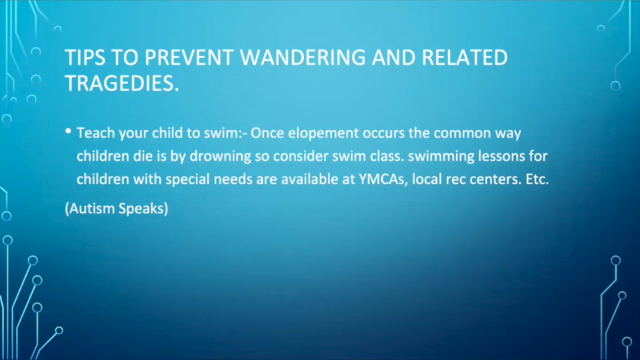 TIPS TO PREVENT WANDERING AND RELATED
TRAGEDIES.
• Teach your child to swim:- Once elopement occurs the common way
children die is by drowning so consider swim class. swimming lessons for
children with special needs are available at YMCAs, local rec centers. Etc.
(Autism Speaks)